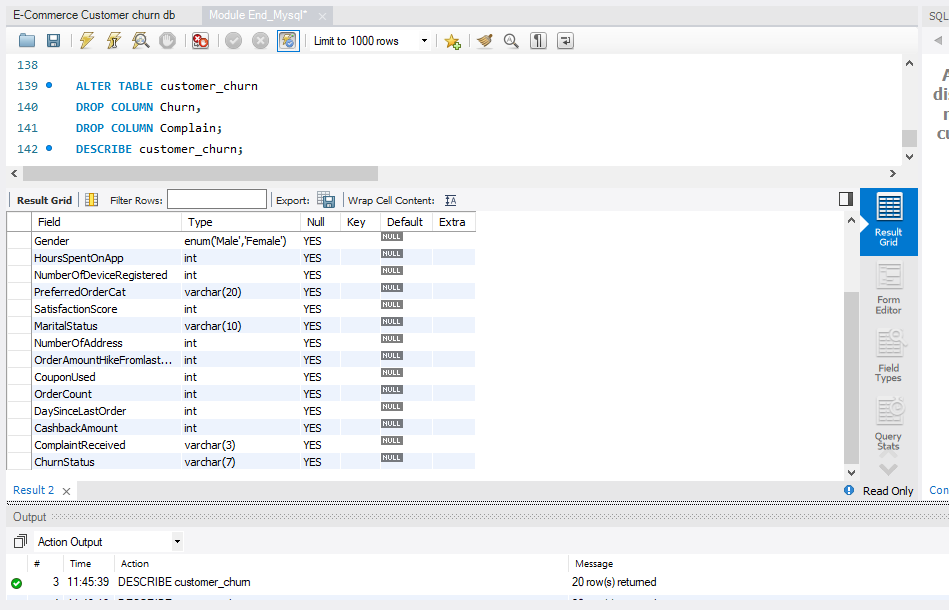 E-Commerce Customer churn db Module End_Mysql* SQL
Limit to 1000 rows
138
139 ALTER TABLE customer_churn
140 DROP COLUMN Churn,
141 DROP COLUMN Complain;
142 DESCRIBE customer_churn;
Result Grid Filter Rows: Export: Wrap Cell Content: IA
Field Type Null Key Default Extra
Gender enum('Male','Female') YES NULL
HoursSpentOnApp int YES NULL
NumberOfDeviceRegistered int YES NULL
PreferredOrderCat varchar(20) YES NULL
SatisfactionScore int YES NULL
MaritalStatus varchar(10) YES NULL
NumberOfAddress int YES NULL
OrderAmountHikeFromlast... int YES NULL
CouponUsed int YES NULL
OrderCount int YES NULL
DaySinceLastOrder int YES NULL
CashbackAmount int YES NULL
ComplaintReceived varchar(3) YES NULL
ChurnStatus varchar(7) YES NULL
Result
Grid
Form
Editor
Field
Types
Query
Stats
Result 2 Read Only
Output
Action Output
# Time Action Message
3 11:45:39 DESCRIBE customer_churn 20 row(s) returned